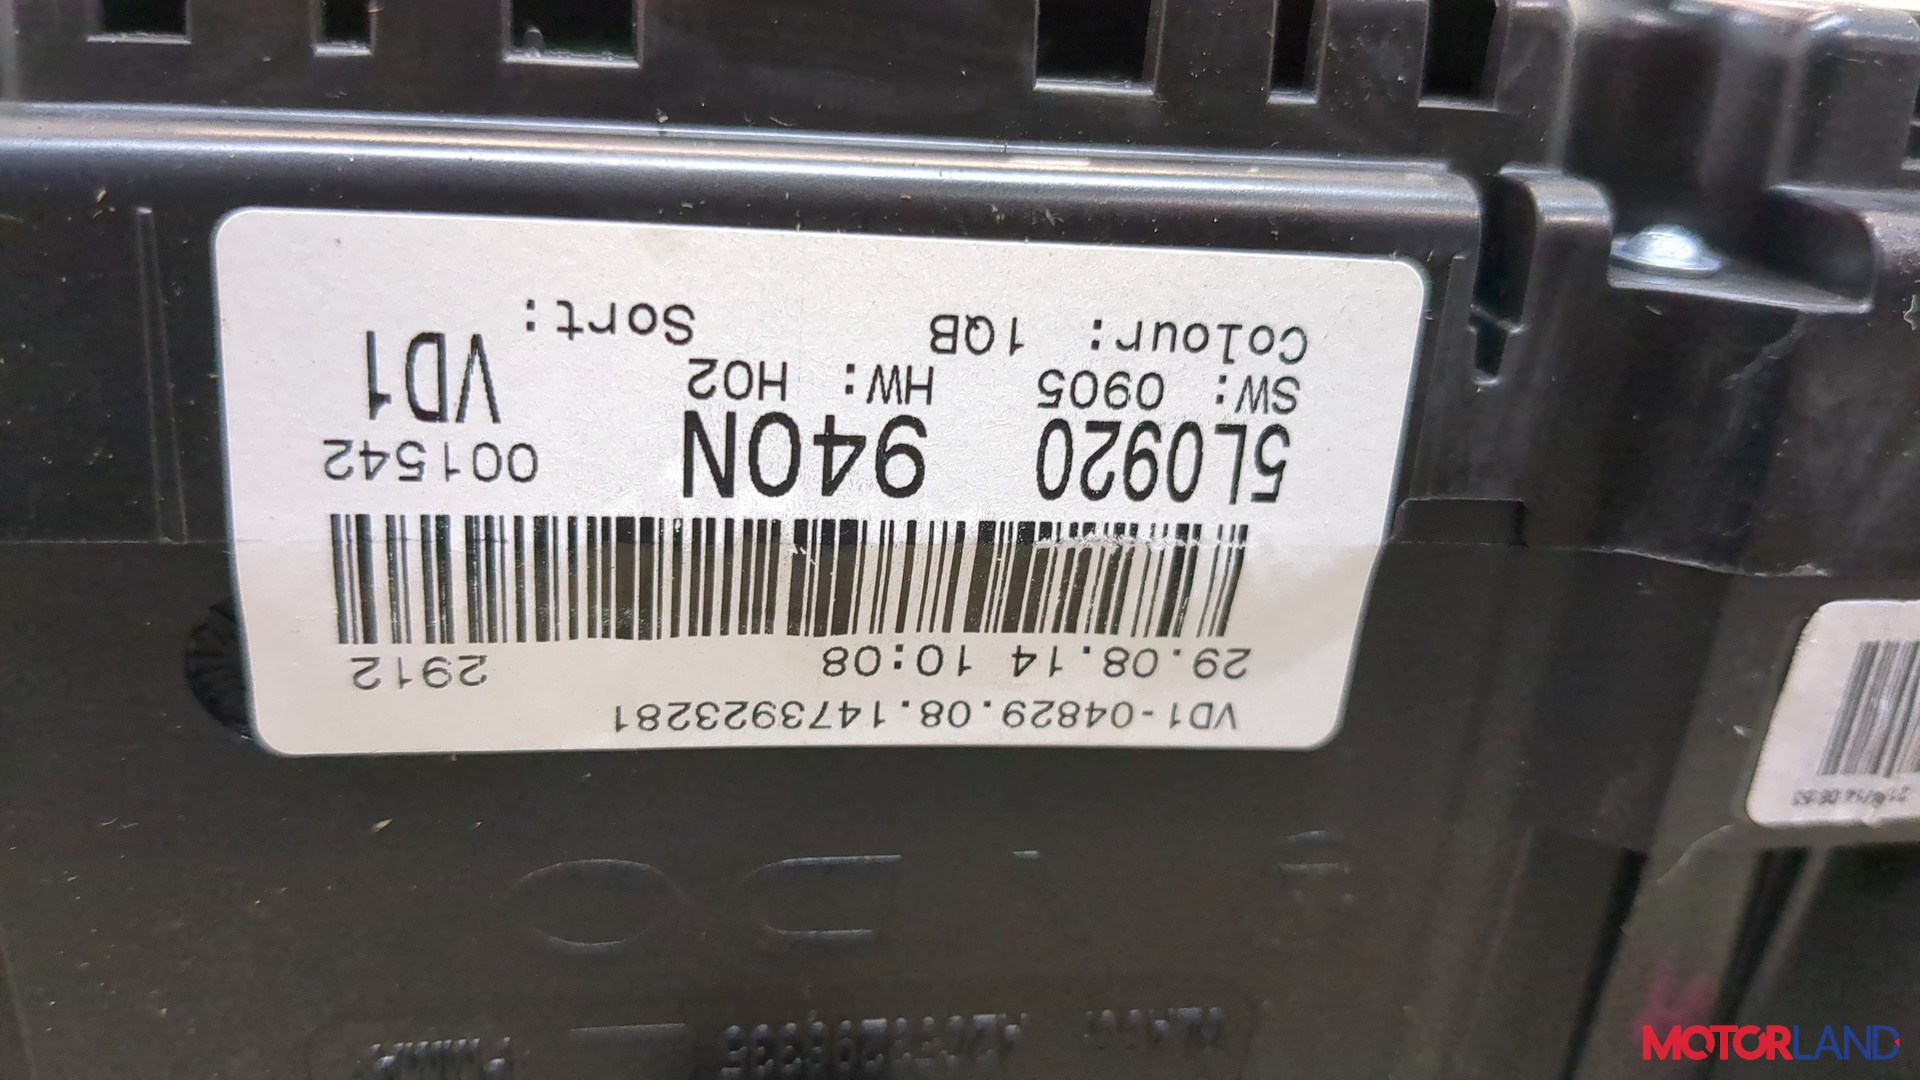 VD1-04829.08.1473923281
29.08.14 10:08 2912
5L0920 940N 001542
SW: 0905 HW: H02 VD1
Colour: 1QB Sort:
MOTORLAND